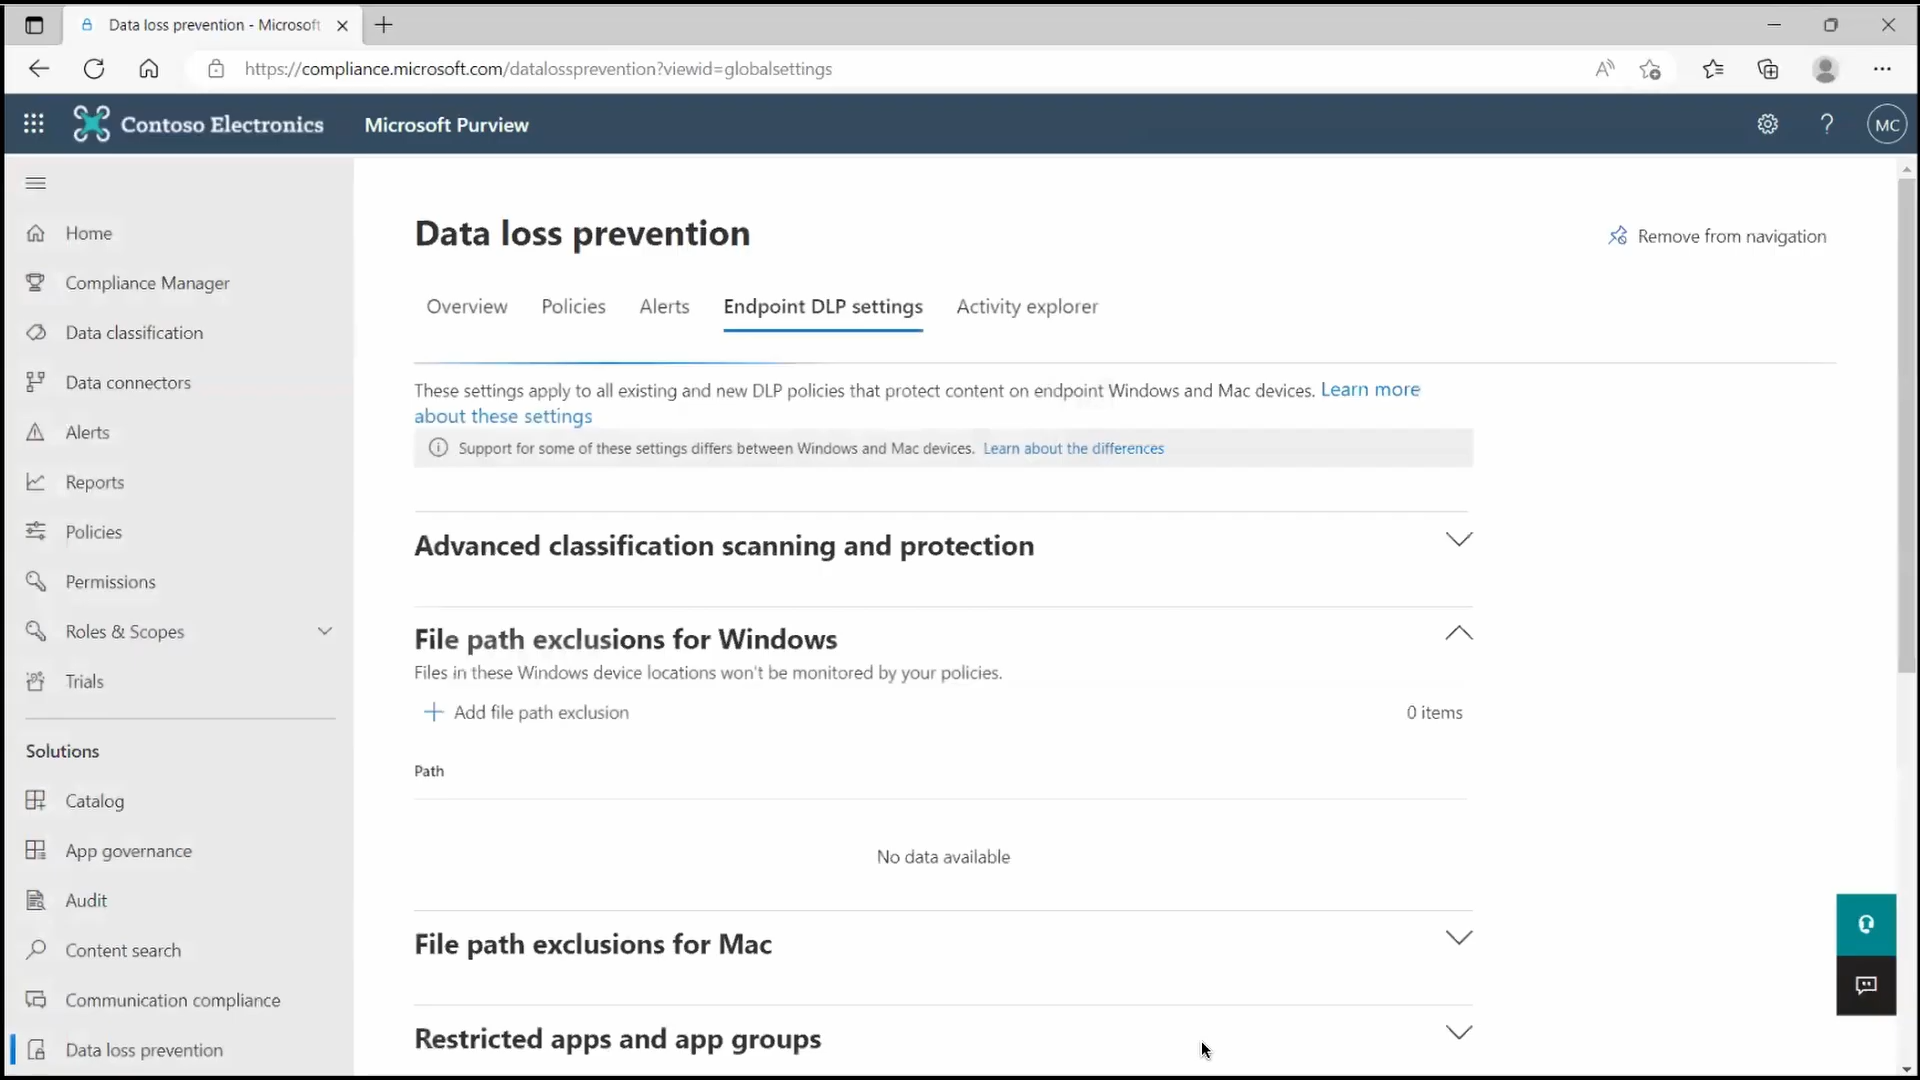 Data loss prevention - Microsoft
https://compliance.microsoft.com/datalossprevention?viewid=globalsettings
Contoso Electronics
Microsoft Purview
MC
Home
Compliance Manager
Data classification
Data connectors
Alerts
Reports
Policies
Permissions
Roles & Scopes
Trials
Solutions
Catalog
App governance
Audit
Content search
Communication compliance
Data loss prevention
Data loss prevention
Remove from navigation
Overview
Policies
Alerts
Endpoint DLP settings
Activity explorer
These settings apply to all existing and new DLP policies that protect content on endpoint Windows and Mac devices. Learn more
about these settings
Support for some of these settings differs between Windows and Mac devices. Learn about the differences
Advanced classification scanning and protection
File path exclusions for Windows
Files in these Windows device locations won't be monitored by your policies.
Add file path exclusion
0 items
Path
No data available
File path exclusions for Mac
Restricted apps and app groups